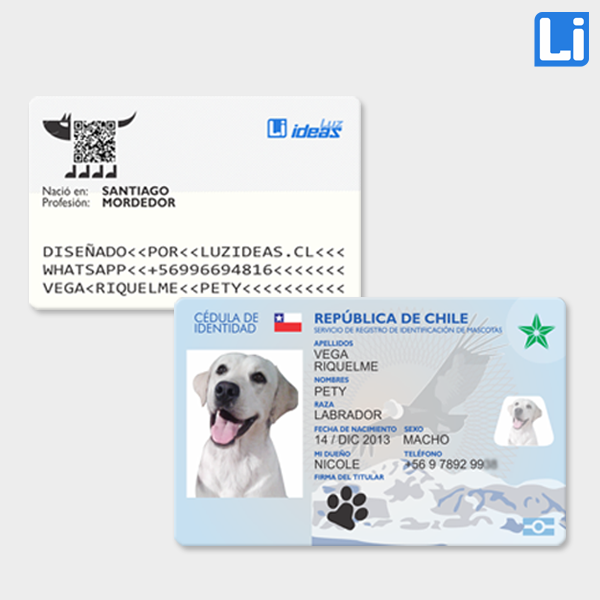 Li
Li Luz
ideas
Nació en: SANTIAGO
Profesión: MORDEDOR
DISEÑADO<<POR<<LUZIDEAS.CL<<<
WHATSAPP<<+56996694816<<<<<<<
VEGA<RIQUELME<<PETY<<<<<<<<<<
CÉDULA DE
IDENTIDAD
REPÚBLICA DE CHILE
SERVICIO DE REGISTRO DE IDENTIFICACIÓN DE MASCOTAS
APELLIDOS
VEGA
RIQUELME
NOMBRES
PETY
RAZA
LABRADOR
FECHA DE NACIMIENTO SEXO
14 / DIC 2013 MACHO
MI DUEÑO TELÉFONO
NICOLE +56 9 7892 99
FIRMA DEL TITULAR